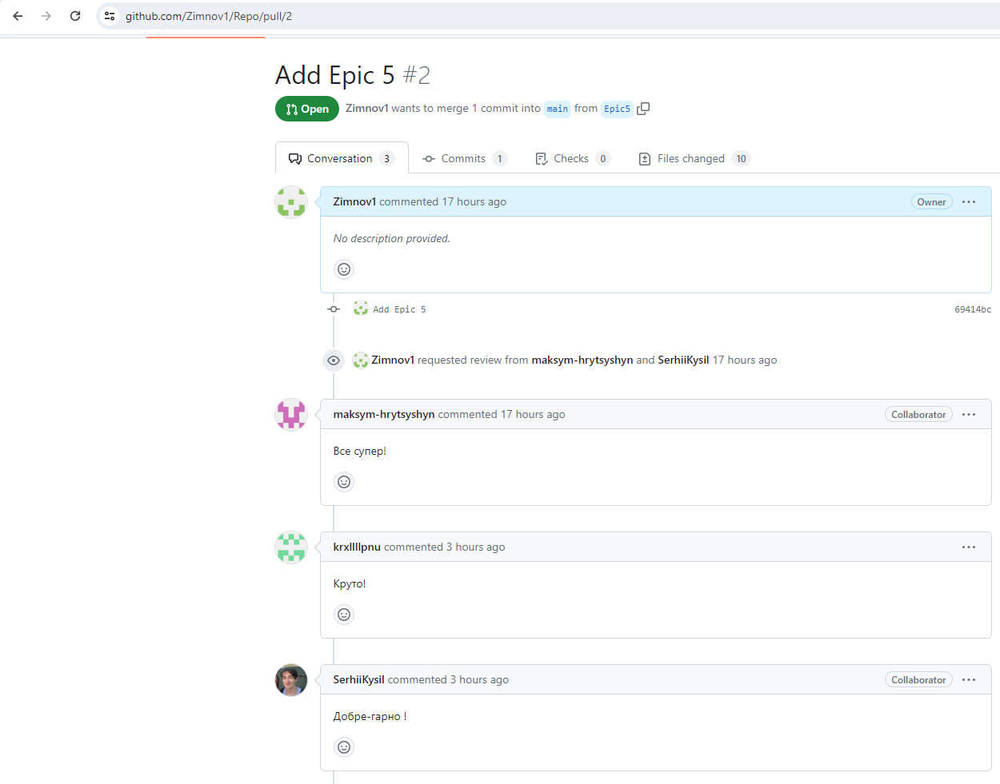 github.com/Zimnov1/Repo/pull/2
Add Epic 5 #2
Open Zimnov1 wants to merge 1 commit into main from Epic5
Conversation 3 Commits 1 Checks 0 Files changed 10
Zimnov1 commented 17 hours ago Owner ...
No description provided.
Add Epic 5 69414bc
Zimnov1 requested review from maksym-hrytsyshyn and SerhiiKysil 17 hours ago
maksym-hrytsyshyn commented 17 hours ago Collaborator ...
Все супер!
krxllllpnu commented 3 hours ago ...
Круто!
SerhiiKysil commented 3 hours ago Collaborator ...
Добре-гарно !